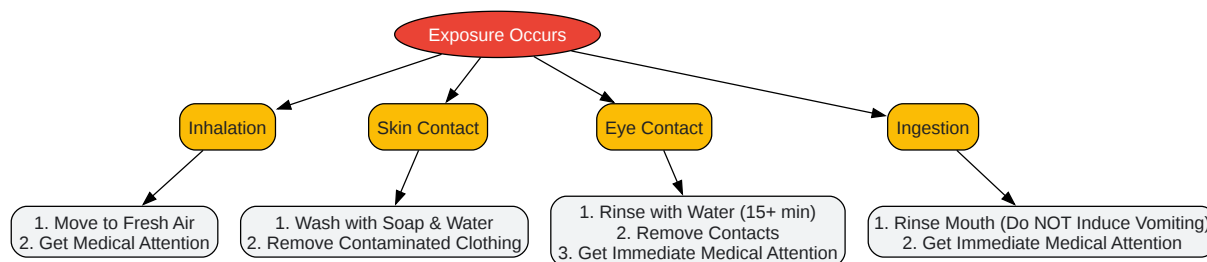 Exposure Occurs
Inhalation
Skin Contact
Eye Contact
Ingestion
1. Move to Fresh Air
2. Get Medical Attention
1. Wash with Soap & Water
2. Remove Contaminated Clothing
1. Rinse with Water (15+ min)
2. Remove Contacts
3. Get Immediate Medical Attention
1. Rinse Mouth (Do NOT Induce Vomiting)
2. Get Immediate Medical Attention